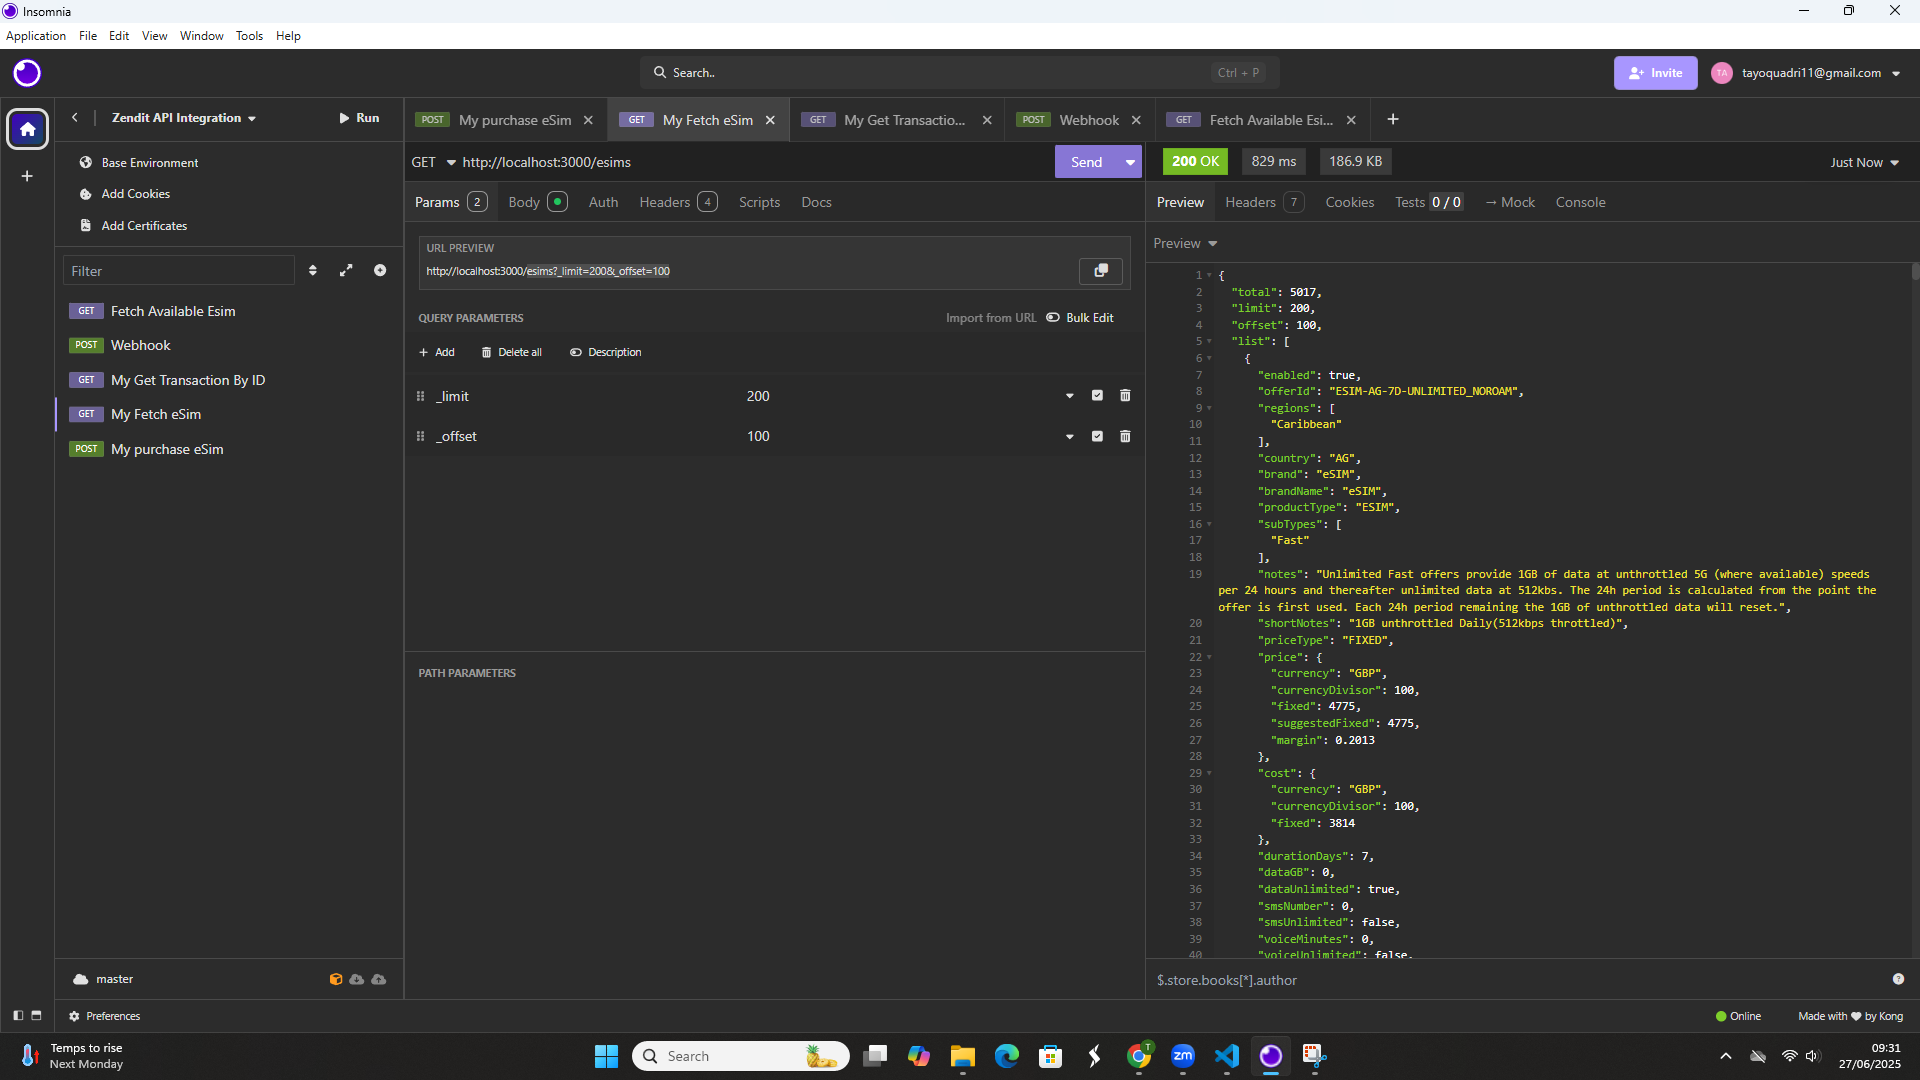 Insomnia
Application File Edit View Window Tools Help
Search.. Ctrl + P
Invite
TA tayoquadri11@gmail.com
Zendit API Integration
Run
POST My purchase eSim
GET My Fetch eSim
GET My Get Transactio...
POST Webhook
GET Fetch Available Esi...
Base Environment
Add Cookies
Add Certificates
Filter
GET Fetch Available Esim
POST Webhook
GET My Get Transaction By ID
GET My Fetch eSim
POST My purchase eSim
master
Preferences
GET http://localhost:3000/esims
Send
Params 2 Body Auth Headers 4 Scripts Docs
URL PREVIEW
http://localhost:3000/esims?_limit=200&_offset=100
QUERY PARAMETERS
Import from URL Bulk Edit
Add Delete all Description
_limit 200
_offset 100
PATH PARAMETERS
200 OK 829 ms 186.9 KB Just Now
Preview Headers 7 Cookies Tests 0 / 0 → Mock Console
Preview
1 {
2 "total": 5017,
3 "limit": 200,
4 "offset": 100,
5 "list": [
6 {
7 "enabled": true,
8 "offerId": "ESIM-AG-7D-UNLIMITED_NOROAM",
9 "regions": [
10 "Caribbean"
11 ],
12 "country": "AG",
13 "brand": "eSIM",
14 "brandName": "eSIM",
15 "productType": "ESIM",
16 "subTypes": [
17 "Fast"
18 ],
19 "notes": "Unlimited Fast offers provide 1GB of data at unthrottled 5G (where available) speeds
per 24 hours and thereafter unlimited data at 512kbs. The 24h period is calculated from the point the
offer is first used. Each 24h period remaining the 1GB of unthrottled data will reset.",
20 "shortNotes": "1GB unthrottled Daily(512kbps throttled)",
21 "priceType": "FIXED",
22 "price": {
23 "currency": "GBP",
24 "currencyDivisor": 100,
25 "fixed": 4775,
26 "suggestedFixed": 4775,
27 "margin": 0.2013
28 },
29 "cost": {
30 "currency": "GBP",
31 "currencyDivisor": 100,
32 "fixed": 3814
33 },
34 "durationDays": 7,
35 "dataGB": 0,
36 "dataUnlimited": true,
37 "smsNumber": 0,
38 "smsUnlimited": false,
39 "voiceMinutes": 0,
40 "voiceUnlimited": false,
$.store.books[*].author
Online
Made with ❤ by Kong
Temps to rise
Next Monday
Search
T
zm
09:31
27/06/2025